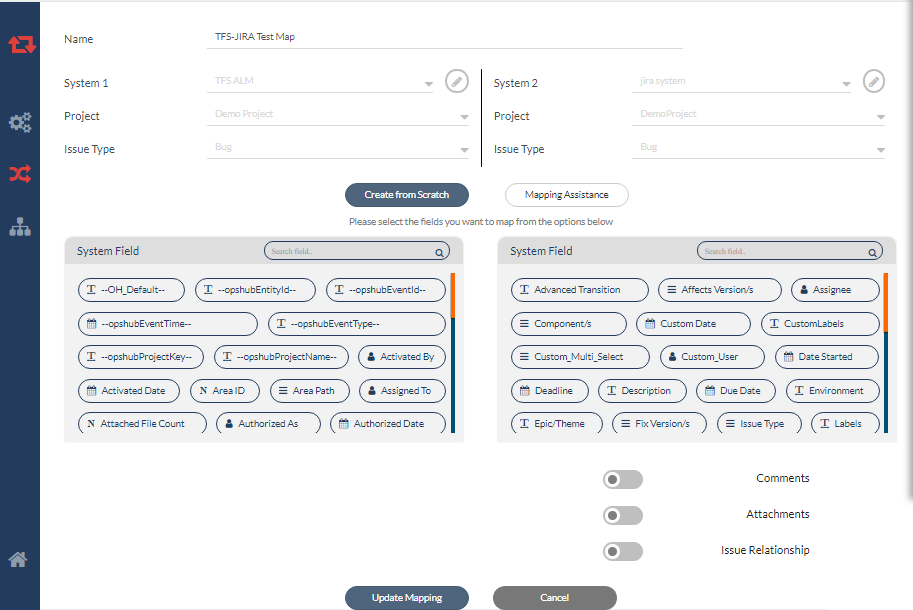 Name TFS-JIRA Test Map
System 1 TFS ALM System 2 jira system
Project Demo Project Project DemoProject
Issue Type Bug Issue Type Bug
Create from Scratch Mapping Assistance
Please select the fields you want to map from the options below
System Field Search field..
--OH_Default-- --opshubEntityId-- --opshubEventId--
--opshubEventTime-- --opshubEventType--
--opshubProjectKey-- --opshubProjectName-- Activated By
Activated Date N Area ID Area Path Assigned To
N Attached File Count Authorized As Authorized Date
System Field Search field..
Advanced Transition Affects Version/s Assignee
Component/s Custom Date CustomLabels
Custom_Multi_Select Custom_User Date Started
Deadline Description Due Date Environment
Epic/Theme Fix Version/s Issue Type Labels
Comments
Attachments
Issue Relationship
Update Mapping Cancel